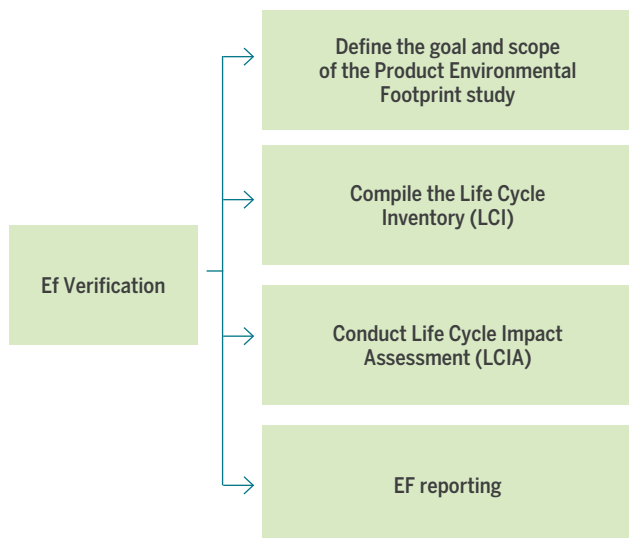 Define the goal and scope
of the Product Environmental
Footprint study
Compile the Life Cycle
Inventory (LCI)
Ef Verification
Conduct Life Cycle Impact
Assessment (LCIA)
EF reporting